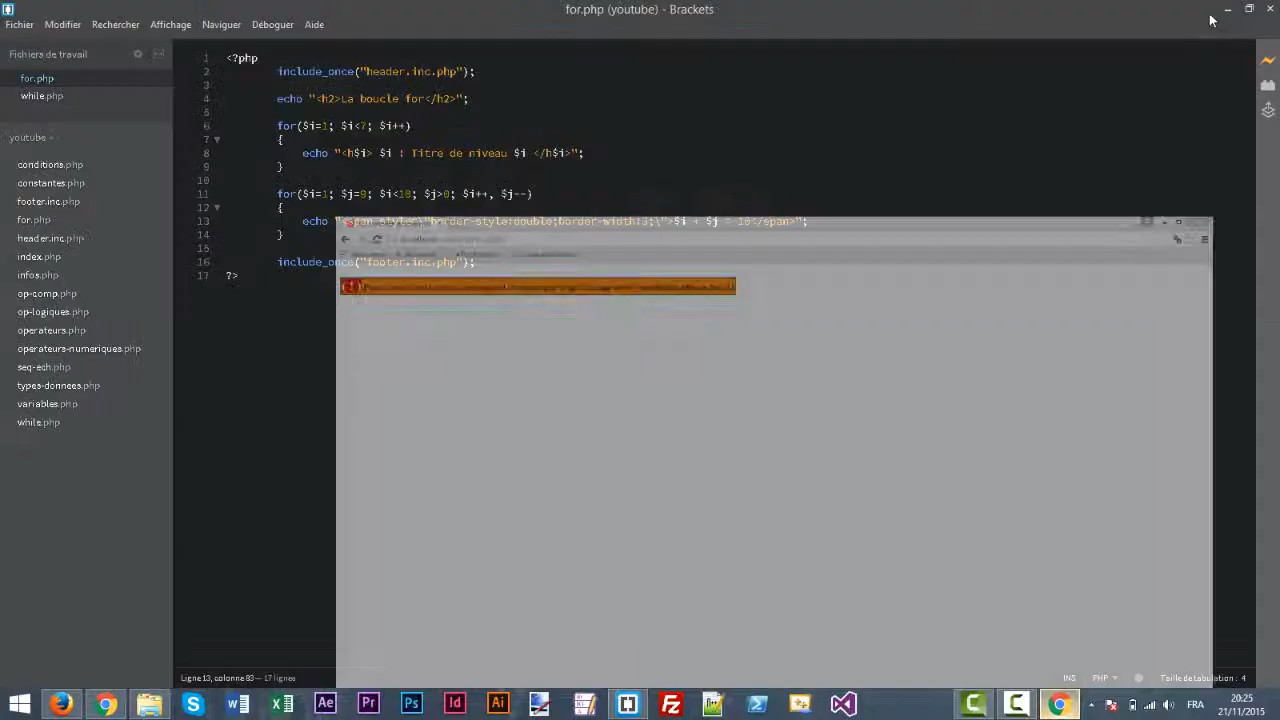 for.php (youtube) - Brackets
Fichier Modifier Rechercher Affichage Naviguer Déboguer Aide
Fichiers de travail
for.php
while.php
youtube
conditions.php
constantes.php
footer.inc.php
for.php
header.inc.php
index.php
infos.php
op-comp.php
op-logiques.php
operateurs.php
operateurs-numeriques.php
seq-ech.php
types-donnees.php
variables.php
while.php
1 <?php
2 include_once("header.inc.php");
3
4 echo "<h2>La boucle for</h2>";
5
6 for($i=1; $i<7; $i++)
7 {
8 echo "<h$i> $i : Titre de niveau $i </h$i>";
9 }
10
11 for($i=1; $j=9; $i<10; $j>0; $i++, $j--)
12 {
13 echo "<span style=\"border-style:double;border-width:3;\">$i + $j = 10</span>";
14 }
15
16 include_once("footer.inc.php");
17 ?>
Ligne 13, colonne 83 — 17 lignes
INS PHP Taille de tabulation : 4
Ae Pr Ps Id Ai
FRA
20:25
21/11/2015